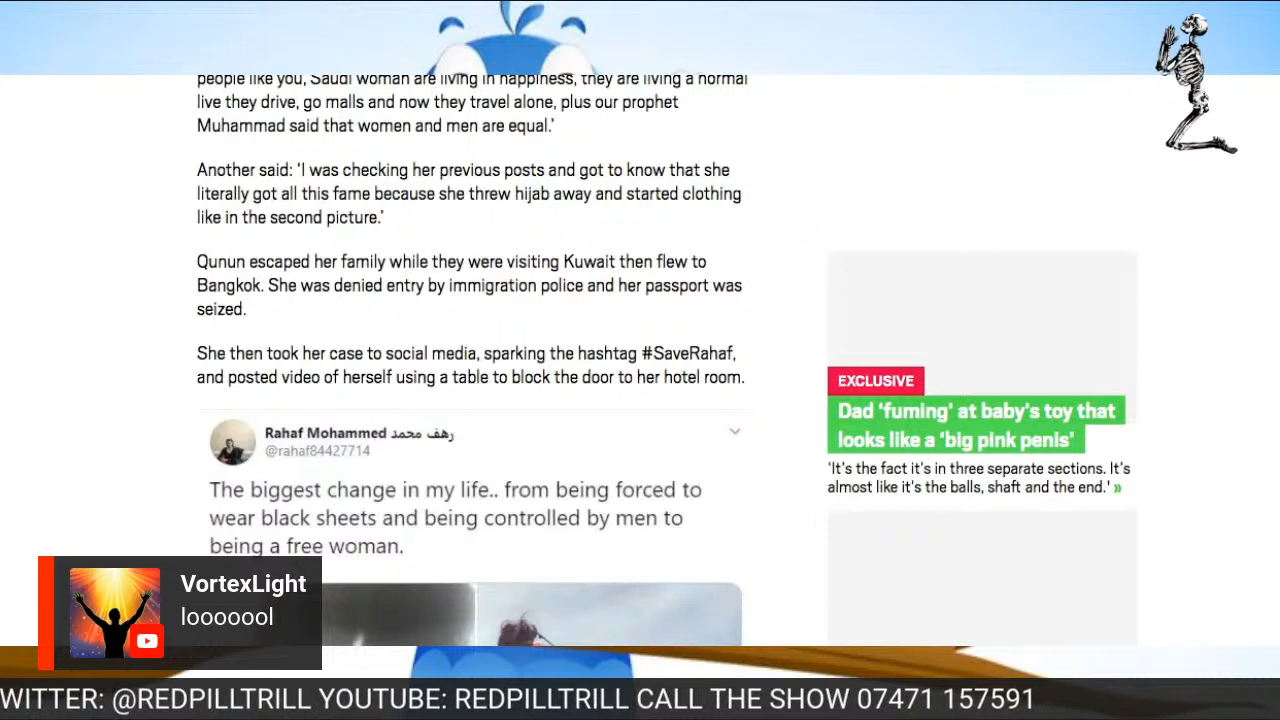 people like you, Saudi woman are living in happiness, they are living a normal
live they drive, go malls and now they travel alone, plus our prophet
Muhammad said that women and men are equal.'
Another said: 'I was checking her previous posts and got to know that she
literally got all this fame because she threw hijab away and started clothing
like in the second picture.'
Qunun escaped her family while they were visiting Kuwait then flew to
Bangkok. She was denied entry by immigration police and her passport was
seized.
She then took her case to social media, sparking the hashtag #SaveRahaf,
and posted video of herself using a table to block the door to her hotel room.
Rahaf Mohammed رهف محمد
@rahaf84427714
The biggest change in my life.. from being forced to
wear black sheets and being controlled by men to
being a free woman.
EXCLUSIVE
Dad 'fuming' at baby's toy that
looks like a 'big pink penis'
'It's the fact it's in three separate sections. It's
almost like it's the balls, shaft and the end.' »
VortexLight
looooool
WITTER: @REDPILLTRILL YOUTUBE: REDPILLTRILL CALL THE SHOW 07471 157591